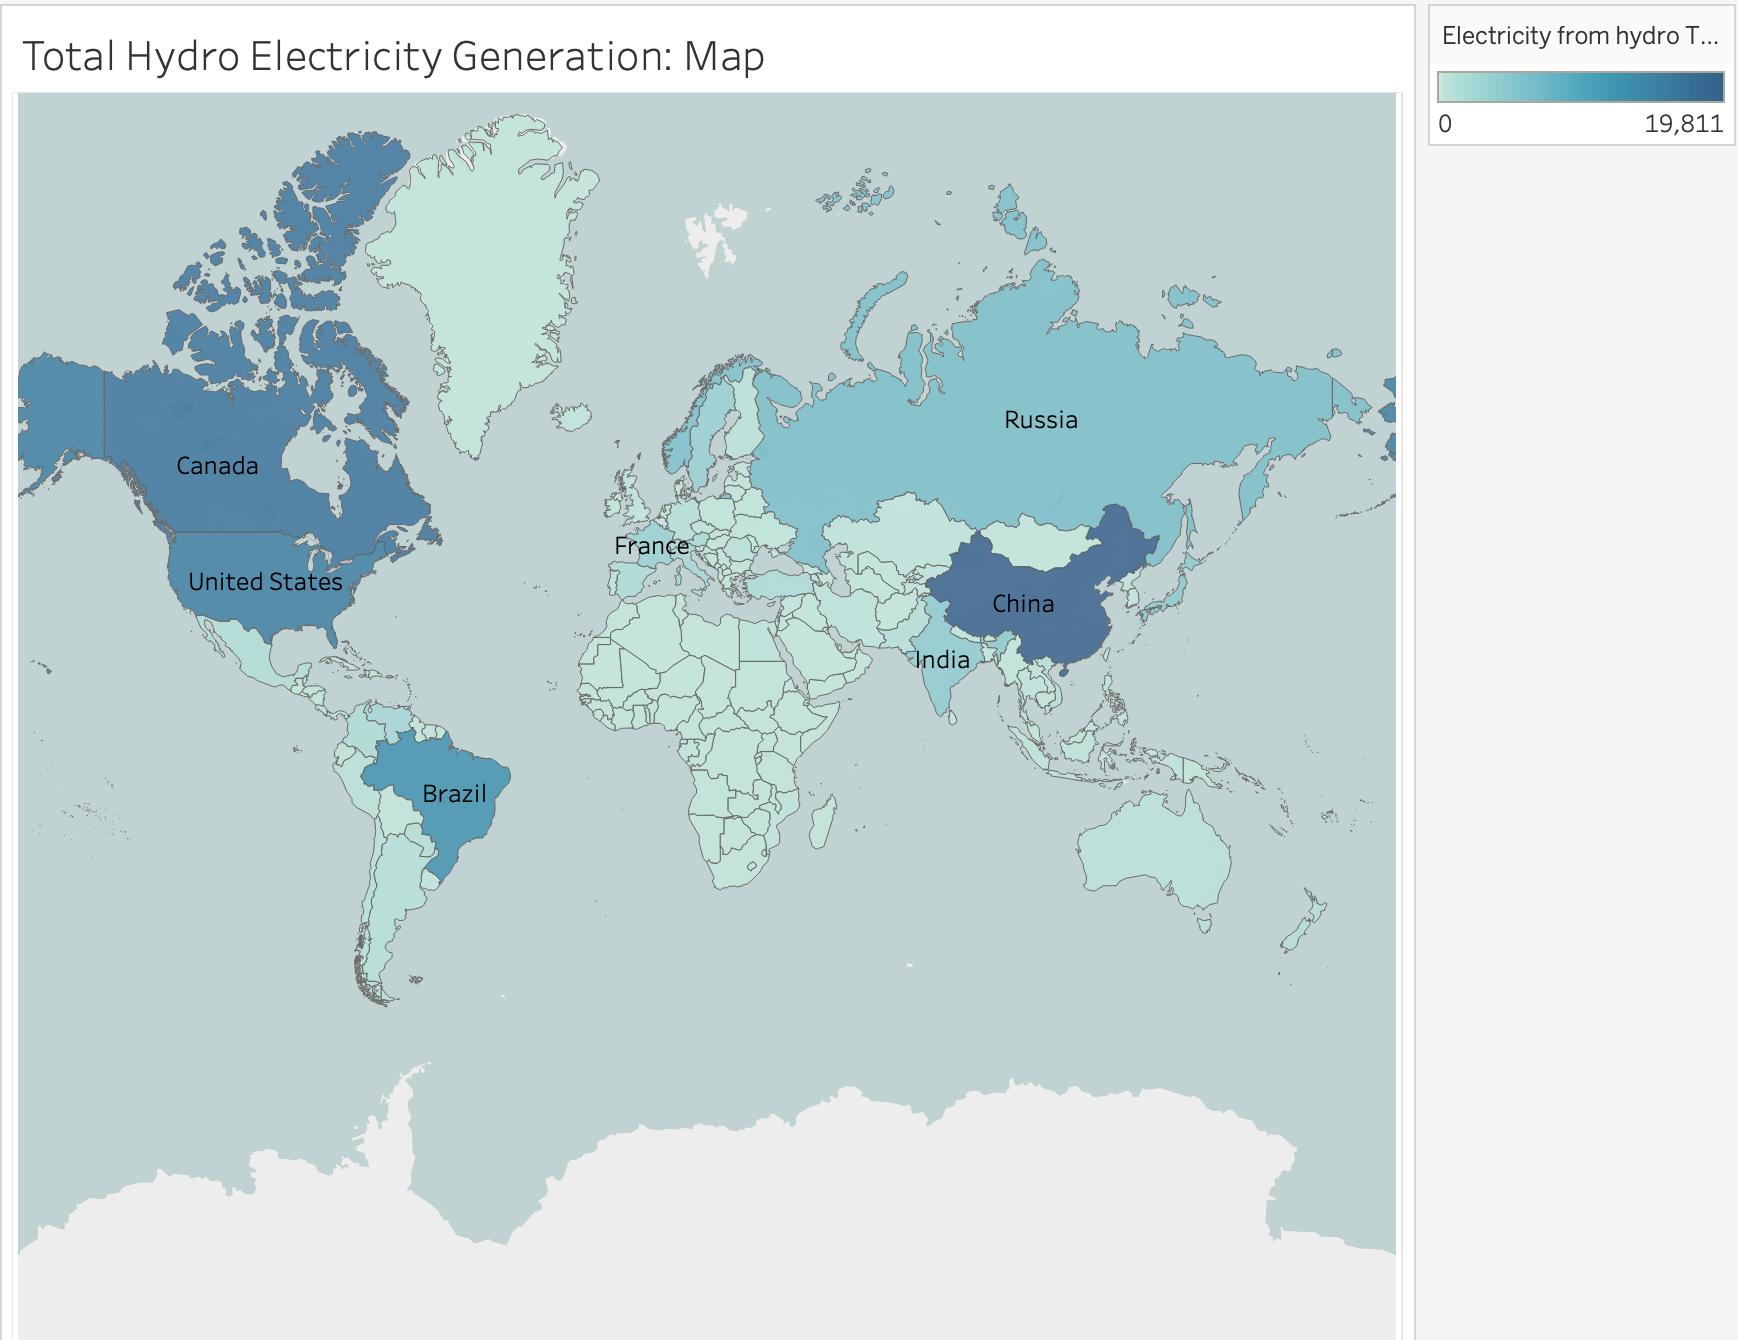 Total Hydro Electricity Generation: Map
Electricity from hydro T...
0 19,811
Russia
Canada
France
United States
China
India
Brazil